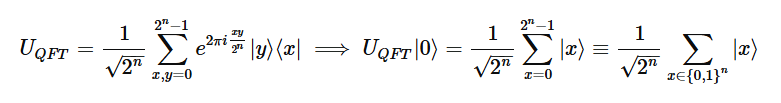 $U_{QFT} = \frac{1}{\sqrt{2^n}} \sum_{x,y=0}^{2^n-1} e^{2\pi i \frac{xy}{2^n}} |y\rangle\langle x| \implies U_{QFT}|0\rangle = \frac{1}{\sqrt{2^n}} \sum_{x=0}^{2^n-1} |x\rangle \equiv \frac{1}{\sqrt{2^n}} \sum_{x\in\{0,1\}^n} |x\rangle$